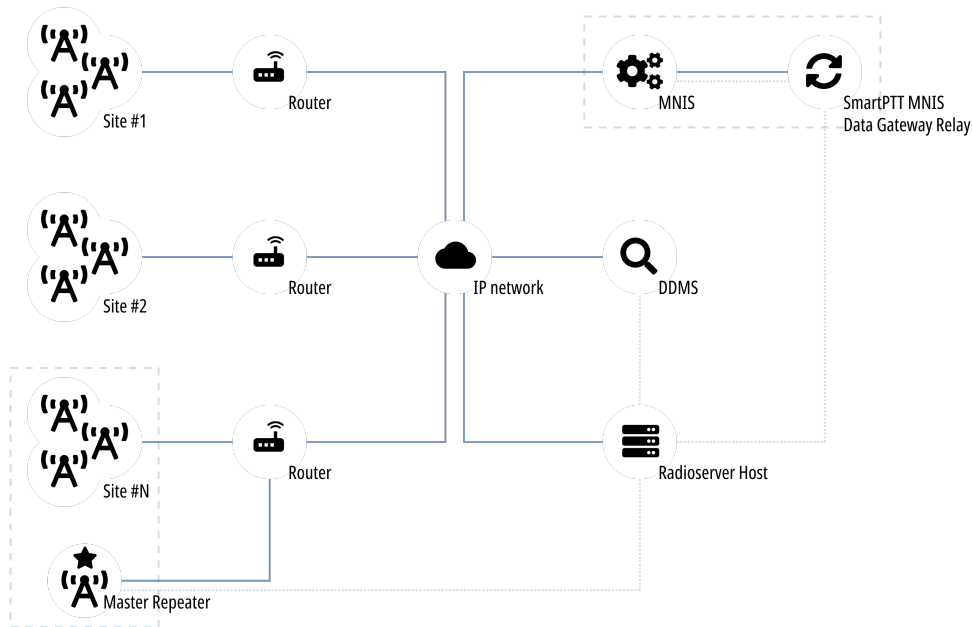 Site #1
Router
MNIS
SmartPTT MNIS
Data Gateway Relay
Site #2
Router
IP network
DDMS
Site #N
Router
Radioserver Host
Master Repeater